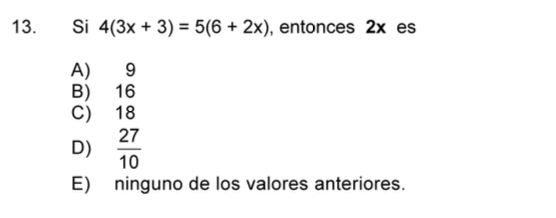 13. Si 4(3x + 3) = 5(6 + 2x), entonces 2x es
A) 9
B) 16
C) 18
D) 27/10
E) ninguno de los valores anteriores.